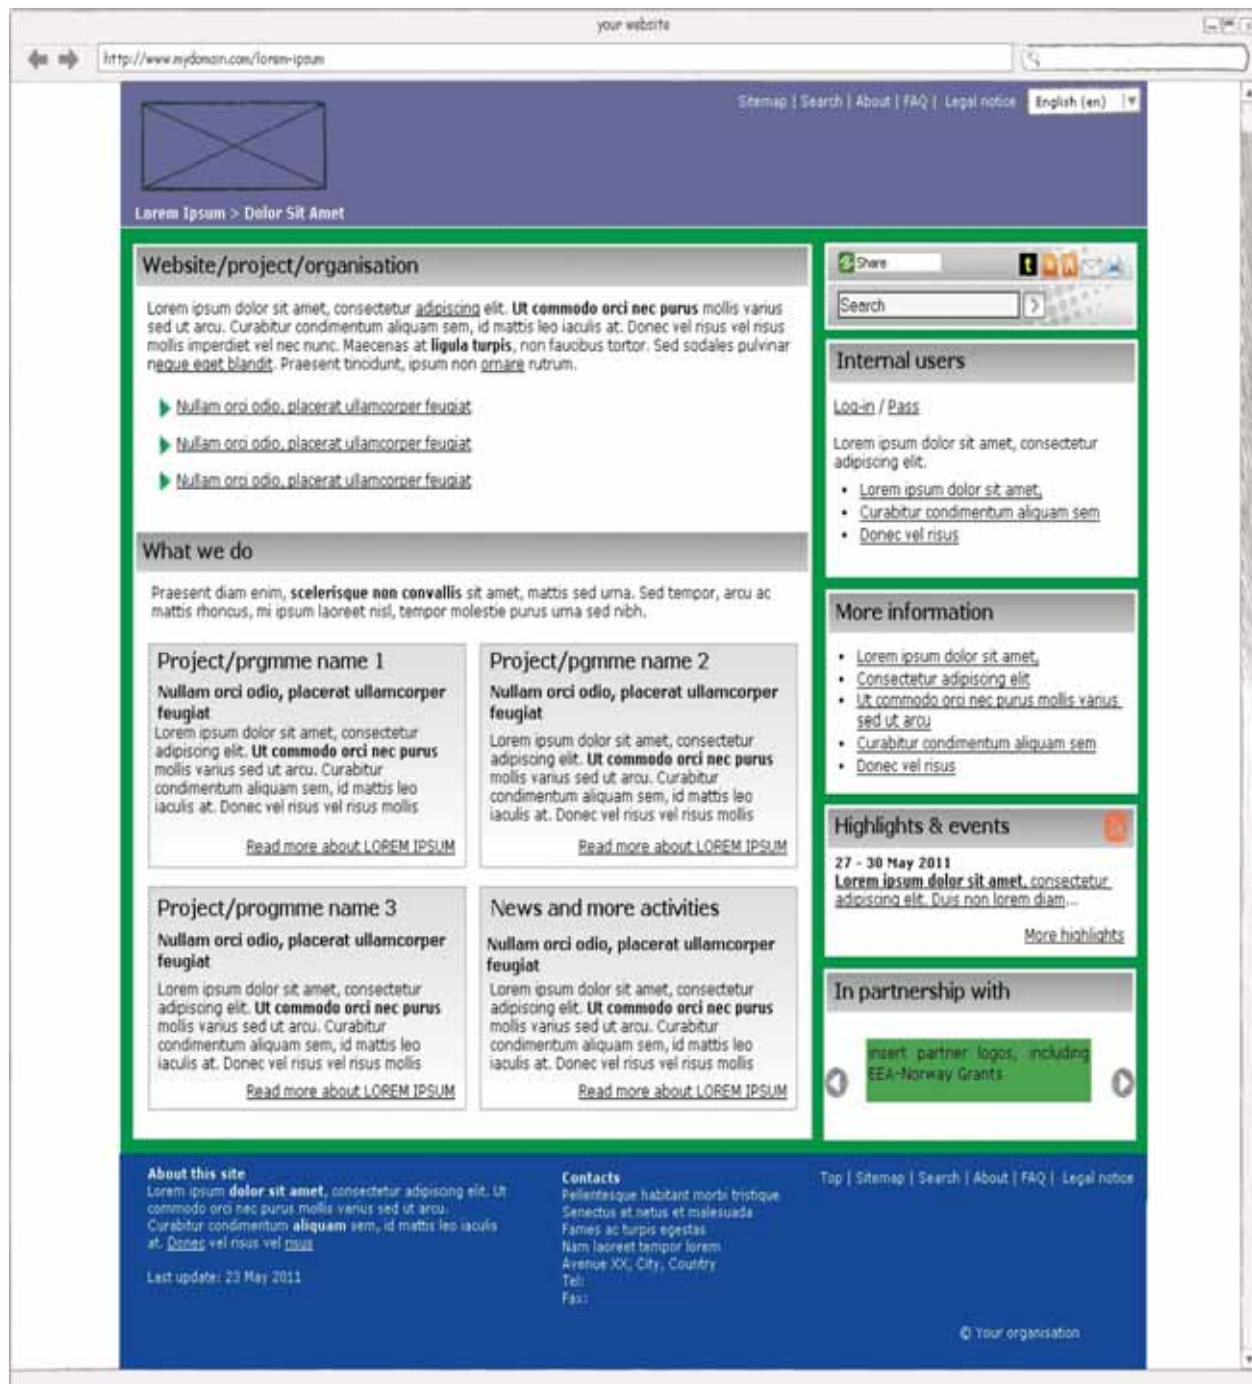 your website
http://www.mydomain.com/lorem-ipsum
Sitemap | Search | About | FAQ | Legal notice English (en)
Lorem Ipsum > Dolor Sit Amet
Website/project/organisation
Lorem ipsum dolor sit amet, consectetur adipiscing elit. Ut commodo orci nec purus mollis varius
sed ut arcu. Curabitur condimentum aliquam sem, id mattis leo iaculis at. Donec vel risus vel risus
mollis imperdiet vel nec nunc. Maecenas at ligula turpis, non faucibus tortor. Sed sodales pulvinar
neque eget blandit. Praesent tincidunt, ipsum non ornare rutrum.
Nullam orci odio, placerat ullamcorper feugiat
Nullam orci odio, placerat ullamcorper feugiat
Nullam orci odio, placerat ullamcorper feugiat
What we do
Praesent diam enim, scelerisque non convallis sit amet, mattis sed urna. Sed tempor, arcu ac
mattis rhoncus, mi ipsum laoreet nisl, tempor molestie purus urna sed nibh.
Project/prgmme name 1
Nullam orci odio, placerat ullamcorper
feugiat
Lorem ipsum dolor sit amet, consectetur
adipiscing elit. Ut commodo orci nec purus
mollis varius sed ut arcu. Curabitur
condimentum aliquam sem, id mattis leo
iaculis at. Donec vel risus vel risus mollis
Read more about LOREM IPSUM
Project/pgmme name 2
Nullam orci odio, placerat ullamcorper
feugiat
Lorem ipsum dolor sit amet, consectetur
adipiscing elit. Ut commodo orci nec purus
mollis varius sed ut arcu. Curabitur
condimentum aliquam sem, id mattis leo
iaculis at. Donec vel risus vel risus mollis
Read more about LOREM IPSUM
Project/progmme name 3
Nullam orci odio, placerat ullamcorper
feugiat
Lorem ipsum dolor sit amet, consectetur
adipiscing elit. Ut commodo orci nec purus
mollis varius sed ut arcu. Curabitur
condimentum aliquam sem, id mattis leo
iaculis at. Donec vel risus vel risus mollis
Read more about LOREM IPSUM
News and more activities
Nullam orci odio, placerat ullamcorper
feugiat
Lorem ipsum dolor sit amet, consectetur
adipiscing elit. Ut commodo orci nec purus
mollis varius sed ut arcu. Curabitur
condimentum aliquam sem, id mattis leo
iaculis at. Donec vel risus vel risus mollis
Read more about LOREM IPSUM
Share t
Search
Internal users
Log-in / Pass
Lorem ipsum dolor sit amet, consectetur
adipiscing elit.
• Lorem ipsum dolor sit amet,
• Curabitur condimentum aliquam sem
• Donec vel risus
More information
• Lorem ipsum dolor sit amet,
• Consectetur adipiscing elit
• Ut commodo orci nec purus mollis varius
sed ut arcu
• Curabitur condimentum aliquam sem
• Donec vel risus
Highlights & events
27 - 30 May 2011
Lorem ipsum dolor sit amet, consectetur
adipiscing elit. Duis non lorem diam...
More highlights
In partnership with
insert partner logos, including
EEA-Norway Grants
About this site
Lorem ipsum dolor sit amet, consectetur adipiscing elit. Ut
commodo orci nec purus mollis varius sed ut arcu.
Curabitur condimentum aliquam sem, id mattis leo iaculis
at. Donec vel risus vel risus
Last update: 23 May 2011
Contacts
Pellentesque habitant morbi tristique
Senectus et netus et malesuada
Fames ac turpis egestas
Nam laoreet tempor lorem
Avenue XX, City, Country
Tel:
Fax:
Top | Sitemap | Search | About | FAQ | Legal notice
© Your organisation